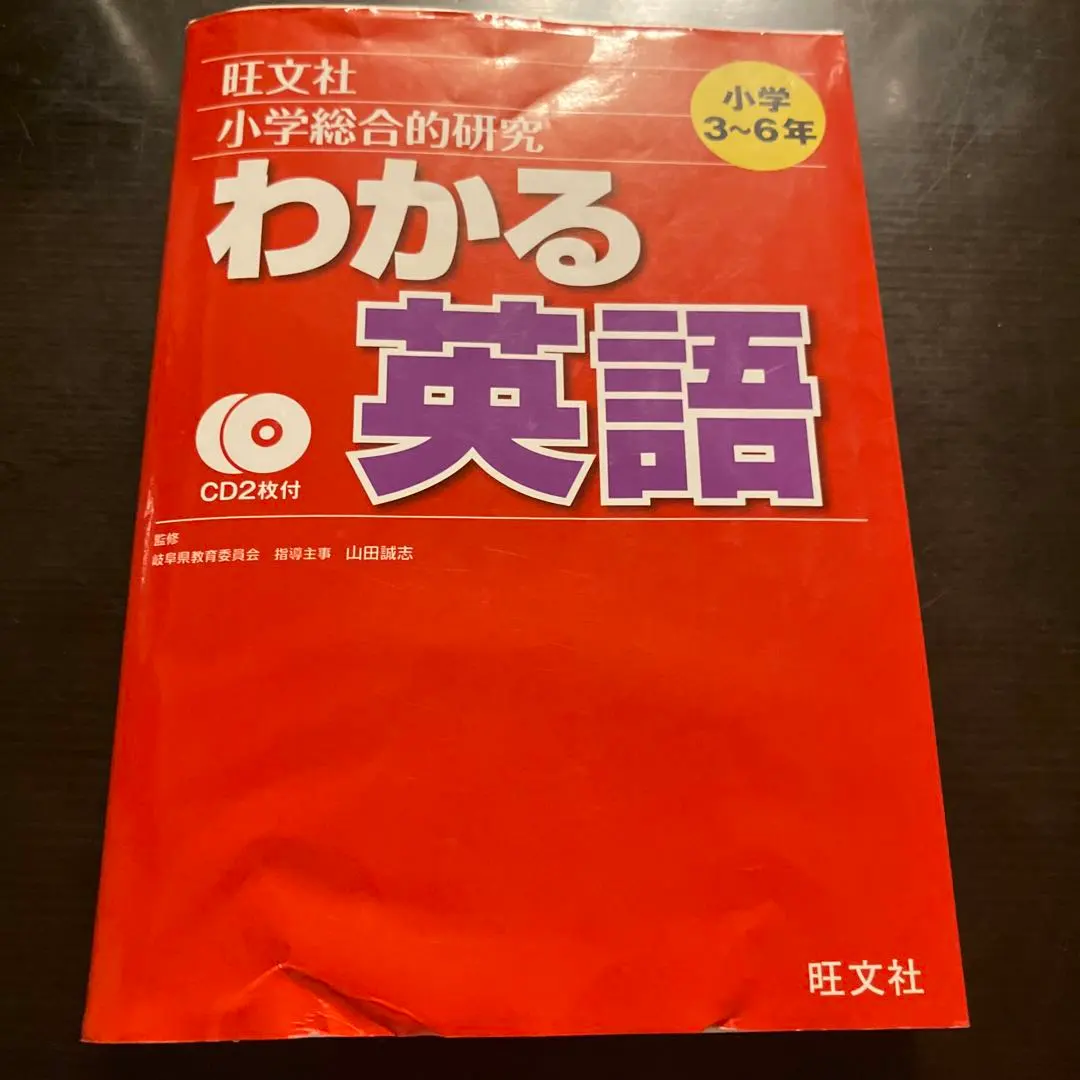 旺文社
小学総合的研究
小学
3~6年
わかる
英語
CD2枚付
監修
岐阜県教育委員会 指導主事 山田誠志
旺文社